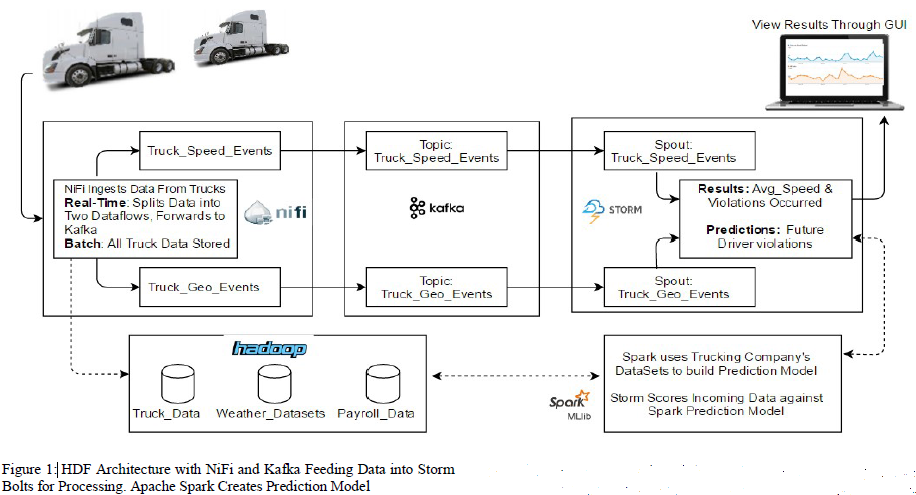 View Results Through GUI
Truck_Speed_Events
Topic:
Truck_Speed_Events
Spout:
Truck_Speed_Events
NiFi Ingests Data From Trucks
Real-Time: Splits Data into
Two Dataflows, Forwards to
Kafka
Batch: All Truck Data Stored
nifi
kafka
STORM
Results: Avg_Speed &
Violations Occurred
Predictions: Future
Driver violations
Truck_Geo_Events
Topic:
Truck_Geo_Events
Spout:
Truck_Geo_Events
hadoop
Truck_Data
Weather_Datasets
Payroll_Data
Spark
MLlib
Spark uses Trucking Company's
DataSets to build Prediction Model
Storm Scores Incoming Data against
Spark Prediction Model
Figure 1: HDF Architecture with NiFi and Kafka Feeding Data into Storm
Bolts for Processing. Apache Spark Creates Prediction Model